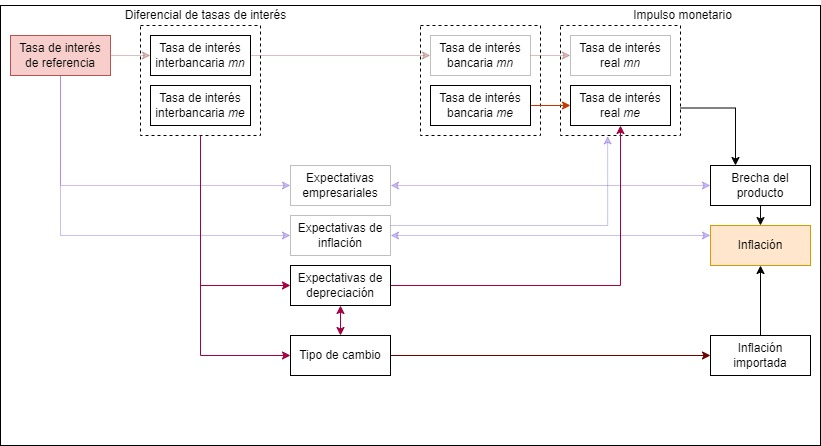 Diferencial de tasas de interés
Impulso monetario
Tasa de interés
de referencia
Tasa de interés
interbancaria mn
Tasa de interés
bancaria mn
Tasa de interés
real mn
Tasa de interés
interbancaria me
Tasa de interés
bancaria me
Tasa de interés
real me
Expectativas
empresariales
Brecha del
producto
Expectativas de
inflación
Inflación
Expectativas de
depreciación
Tipo de cambio
Inflación
importada